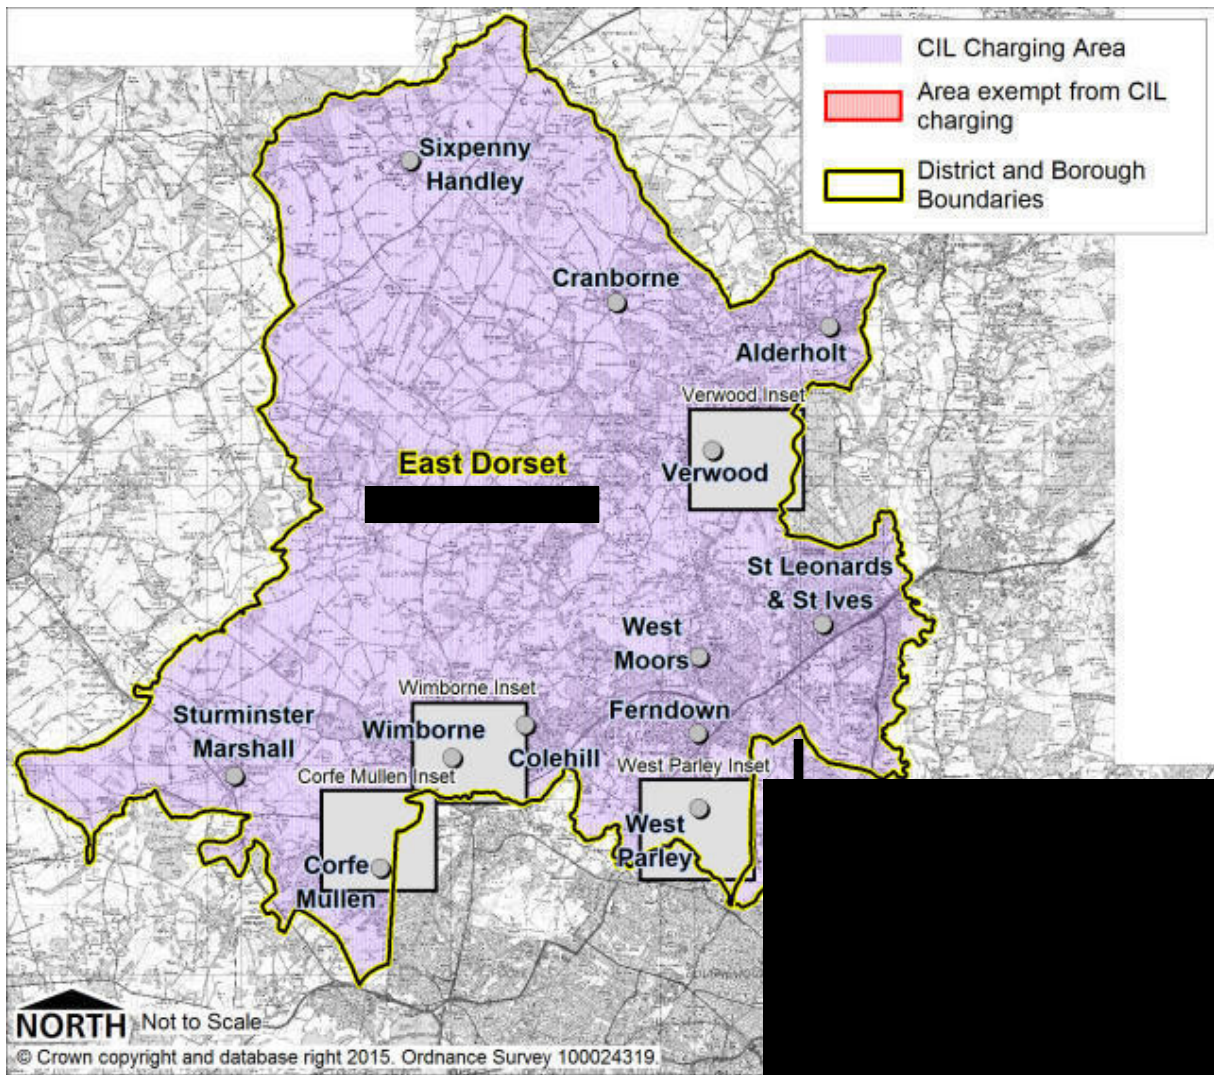 CIL Charging Area
Area exempt from CIL
charging
District and Borough
Boundaries
Sixpenny
Handley
Cranborne
Alderholt
Verwood Inset
Verwood
East Dorset
St Leonards
& St Ives
West
Moors
Wimborne Inset
Ferndown
Sturminster
Marshall
Wimborne
Colehill
Corfe Mullen Inset
West Parley Inset
West
Parley
Corfe
Mullen
NORTH
Not to Scale
© Crown copyright and database right 2015. Ordnance Survey 100024319.